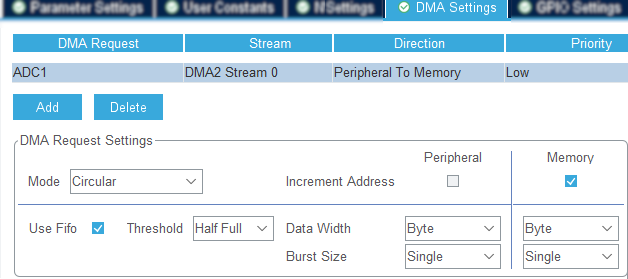 Parameter Settings User Constants NVIC Settings DMA Settings GPIO Settings
DMA Request Stream Direction Priority
ADC1 DMA2 Stream 0 Peripheral To Memory Low
Add Delete
DMA Request Settings
Peripheral Memory
Mode Circular Increment Address
Use Fifo Threshold Half Full Data Width Byte Byte
Burst Size Single Single